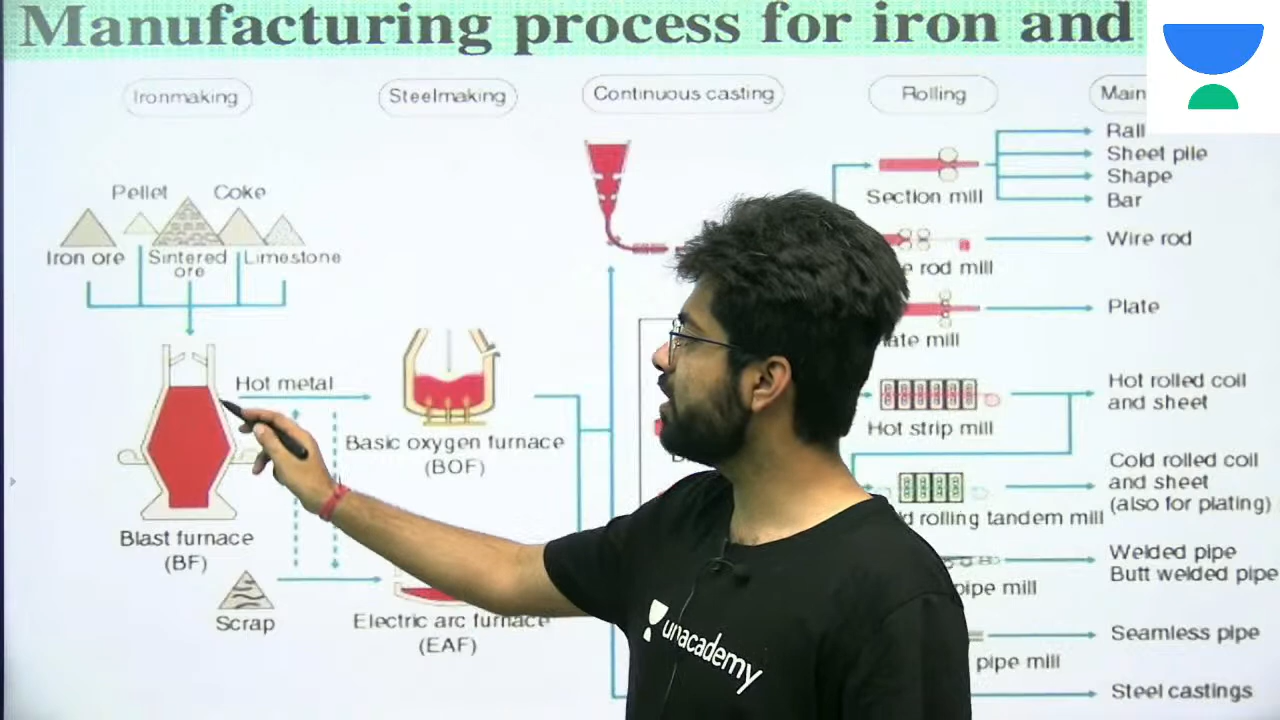 Manufacturing process for iron and
Ironmaking
Steelmaking
Continuous casting
Rolling
Main
Pellet
Coke
Iron ore
Sintered
ore
Limestone
Hot metal
Blast furnace
(BF)
Scrap
Basic oxygen furnace
(BOF)
Electric arc furnace
(EAF)
Section mill
rod mill
mill
Hot strip mill
rolling tandem mill
pipe mill
pipe mill
Rail
Sheet pile
Shape
Bar
Wire rod
Plate
Hot rolled coil
and sheet
Cold rolled coil
and sheet
(also for plating)
Welded pipe
Butt welded pipe
Seamless pipe
Steel castings
unacademy